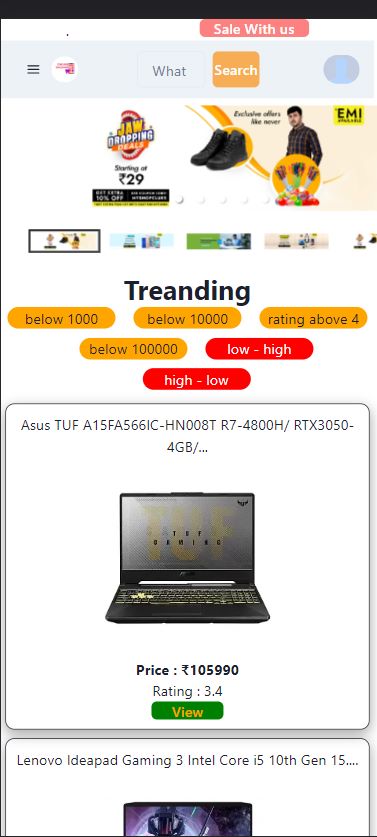 .
Sale With us
What
Search
JAW
DROPPING
DEALS
Starting at
₹29
GET EXTRA
10% OFF
Exclusive offers
like never
EMI
AVAILABLE
Treanding
below 1000
below 10000
rating above 4
below 100000
low - high
high - low
Asus TUF A15FA566IC-HN008T R7-4800H/ RTX3050-
4GB/...
TUF
GAMING
Price : ₹105990
Rating : 3.4
View
Lenovo Ideapad Gaming 3 Intel Core i5 10th Gen 15....